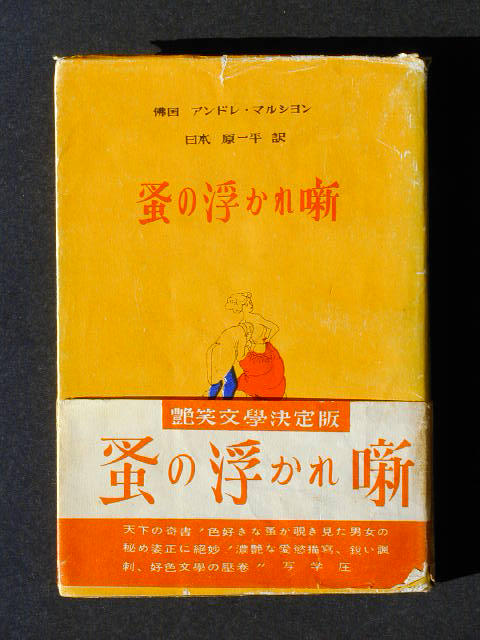 佛国 アンドレ・マルシヨン
日本 原一平 訳
蚤の浮かれ噺
艶笑文學決定版
蚤の浮かれ噺
天下の奇書〃色好きな蚤が覗き見た男女の
秘め姿正に絕妙〃濃艶な愛慾描寫、鋭い諷
刺、好色文學の壓卷〃 写学庄